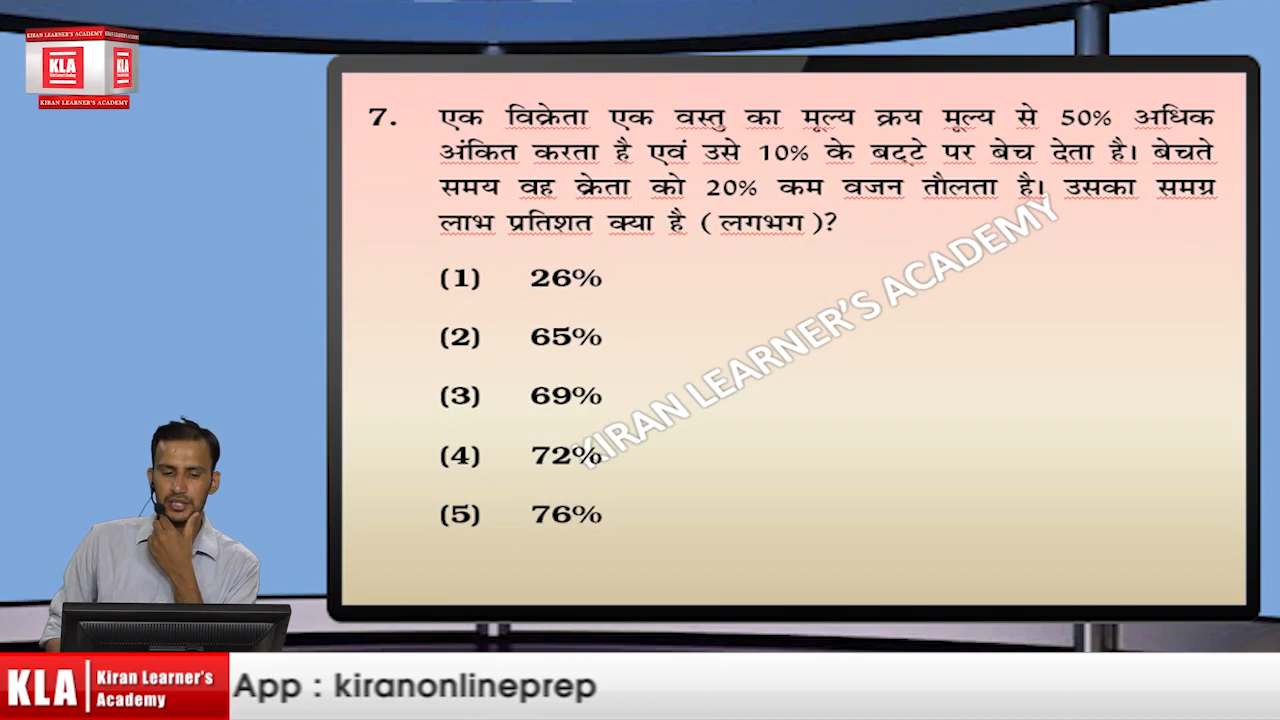 KIRAN LEARNER'S ACADEMY
KLA
KLA
KIRAN LEARNER'S ACADEMY
7. एक विक्रेता एक वस्तु का मूल्य क्रय मूल्य से 50% अधिक
अंकित करता है एवं उसे 10% के बट्टे पर बेच देता है। बेचते
समय वह क्रेता को 20% कम वजन तौलता है। उसका समग्र
लाभ प्रतिशत क्या है (लगभग)?
(1) 26%
(2) 65%
(3) 69%
(4) 72%
(5) 76%
KIRAN LEARNER'S ACADEMY
KLA Kiran Learner's
Academy
App : kiranonlineprep